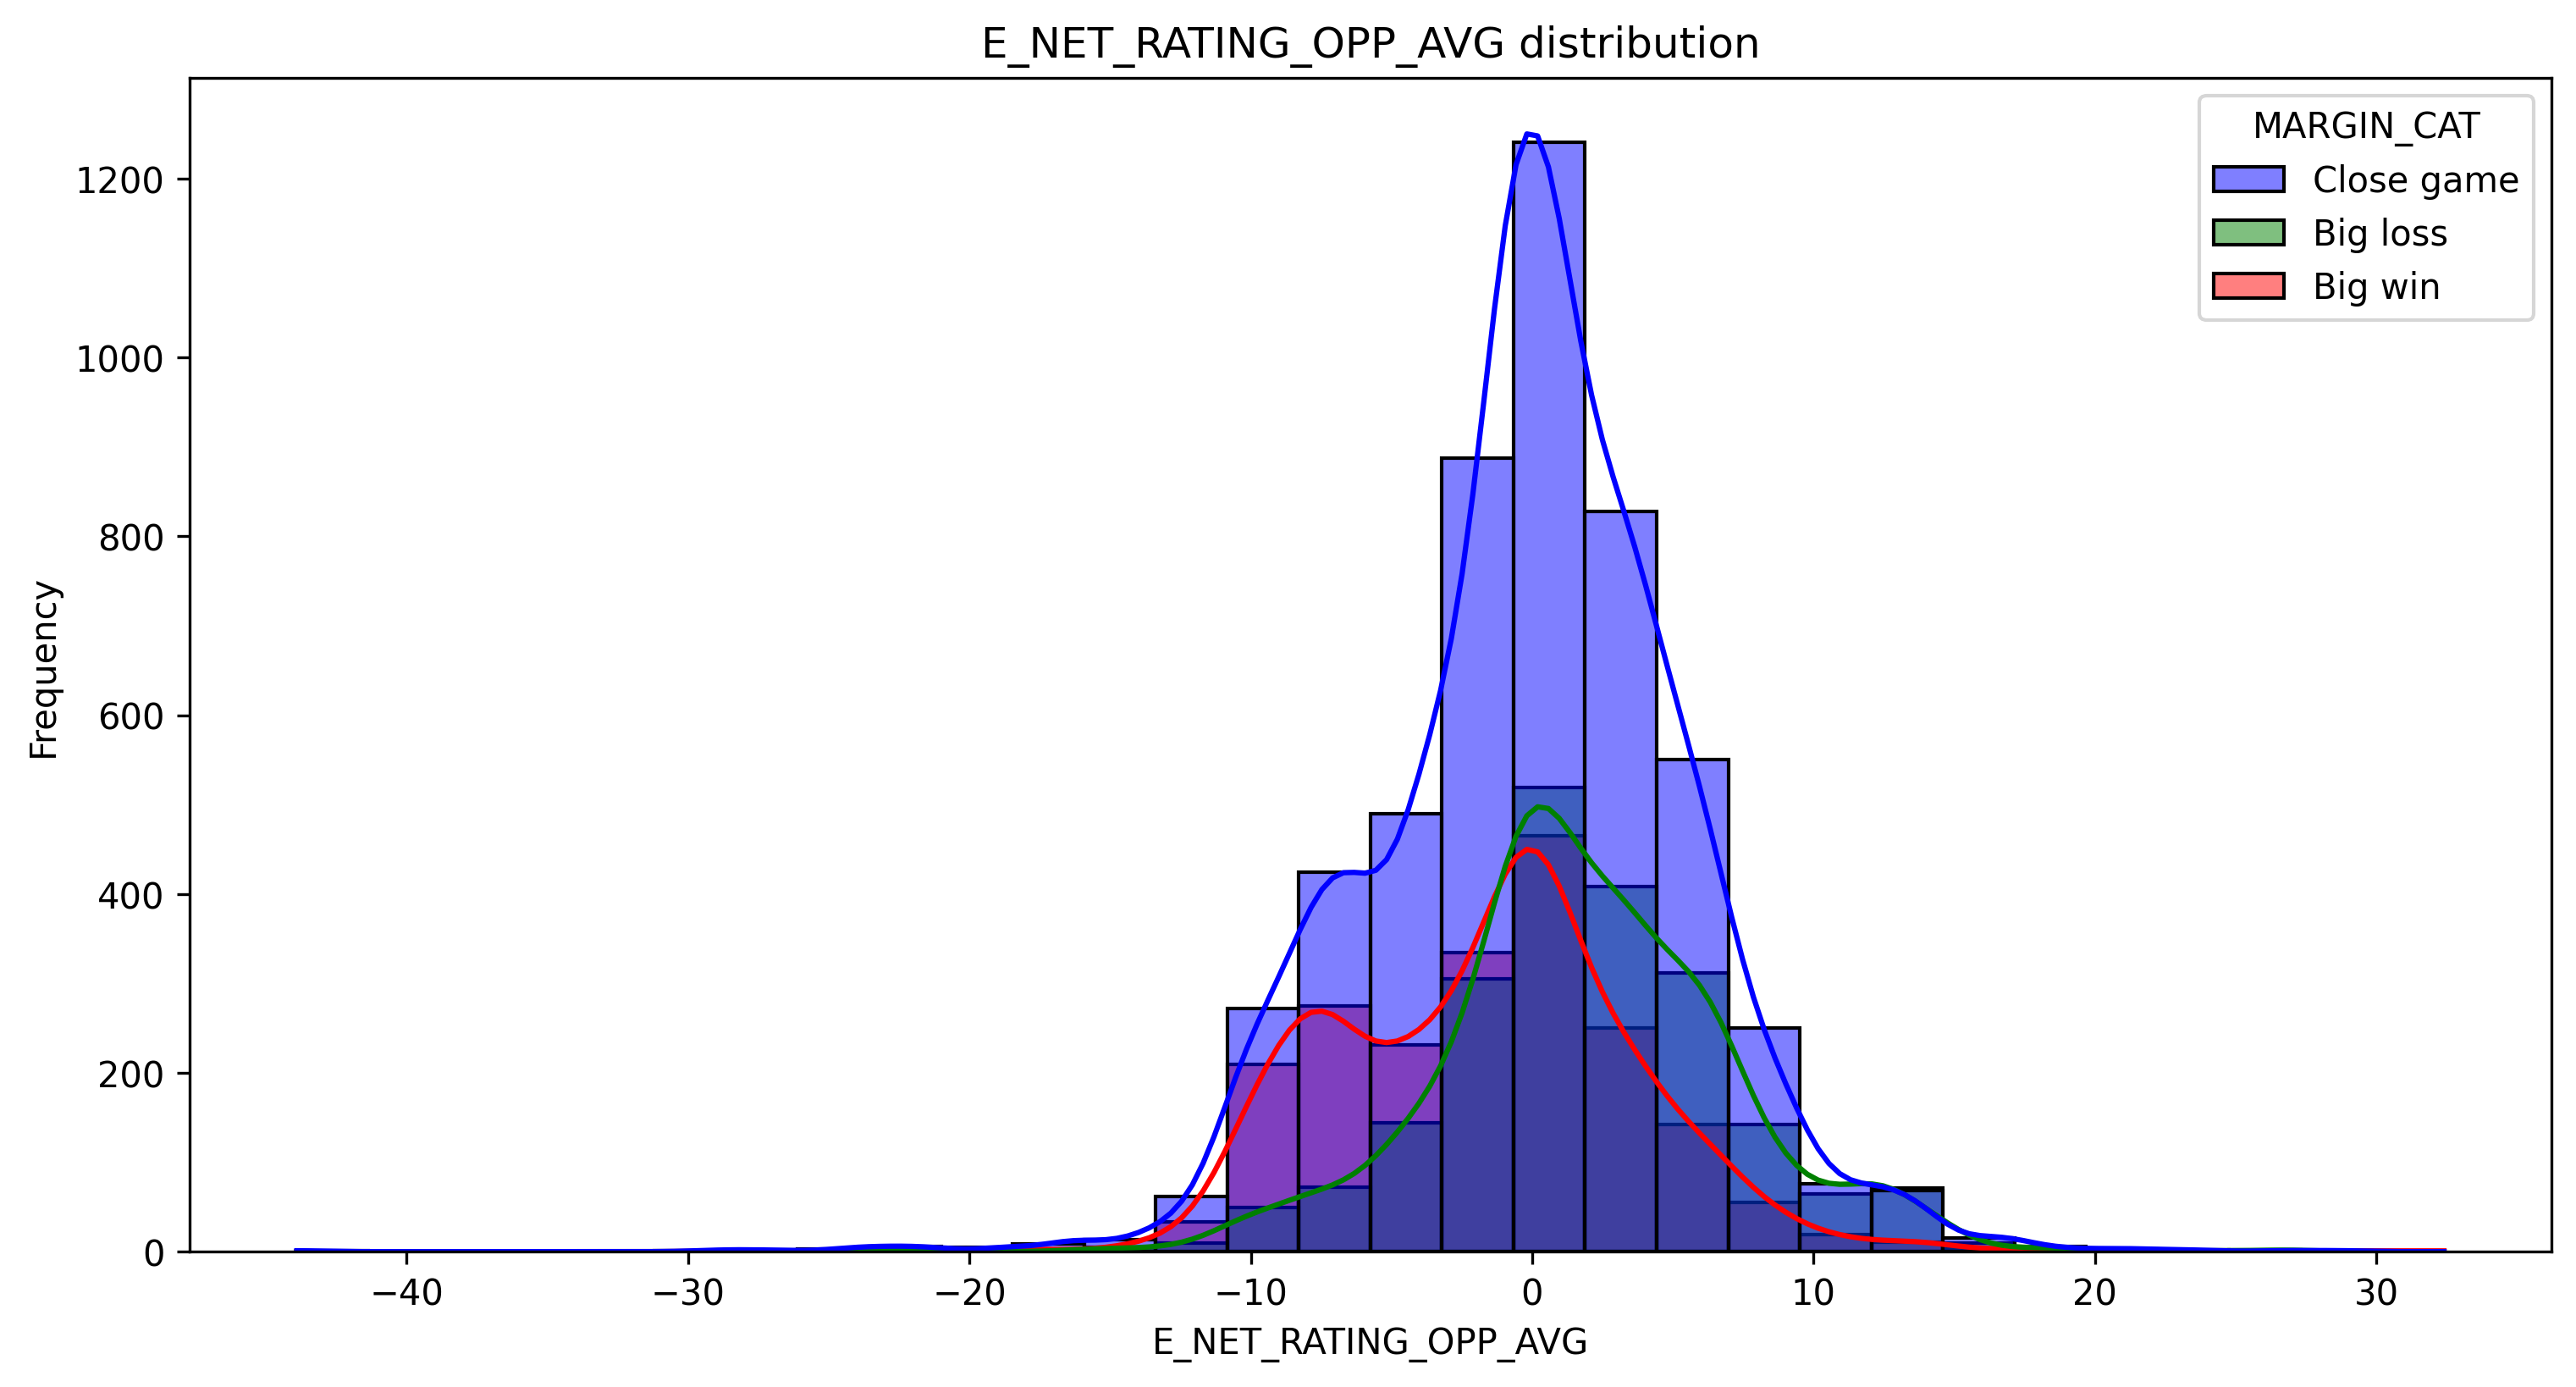 E_NET_RATING_OPP_AVG distribution
MARGIN_CAT
Close game
Big loss
Big win
1200
1000
800
600
400
200
0
Frequency
−40
−30
−20
−10
0
10
20
30
E_NET_RATING_OPP_AVG